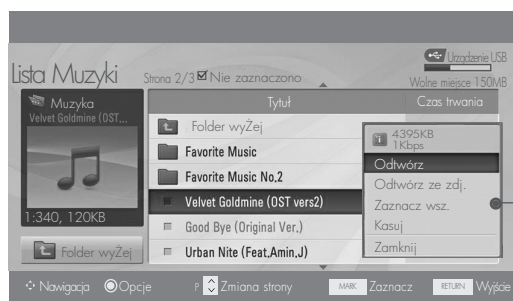 Urządzenie USB
Lista Muzyki
Strona 2/3 Nie zaznaczono
Wolne miejsce 150MB
Muzyka
Velvet Goldmine (OST...
1:340, 120KB
Folder wyŻej
Tytuł
Czas trwania
Folder wyŻej
Favorite Music
Favorite Music No.2
Velvet Goldmine (OST vers2)
Good Bye (Original Ver.)
Urban Nite (Feat.Amin.J)
4395KB
1Kbps
Odtwórz
Odtwórz ze zdj.
Zaznacz wsz.
Kasuj
Zamknij
Nawigacja Opcje P Zmiana strony MARK Zaznacz RETURN Wyjście